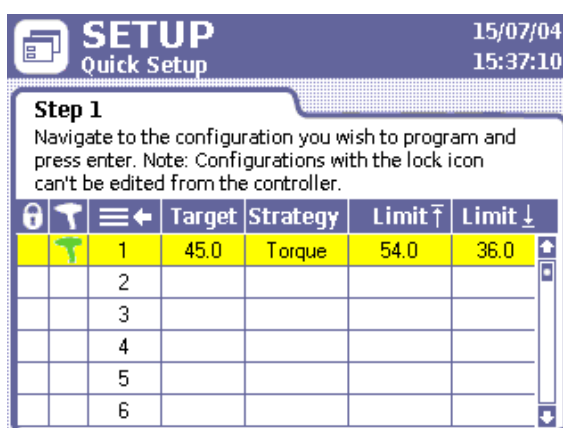 SETUP 15/07/04
Quick Setup 15:37:10
Step 1
Navigate to the configuration you wish to program and
press enter. Note: Configurations with the lock icon
can't be edited from the controller.
Target Strategy Limit Limit
1 45.0 Torque 54.0 36.0
2
3
4
5
6